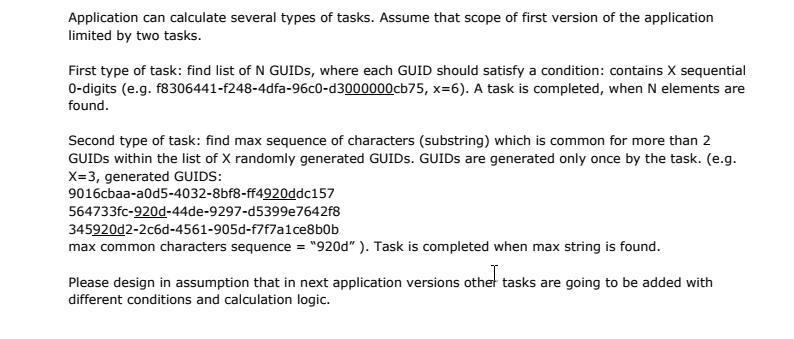 Application can calculate several types of tasks. Assume that scope of first version of the application
limited by two tasks.
First type of task: find list of N GUIDs, where each GUID should satisfy a condition: contains X sequential
0-digits (e.g. f8306441-f248-4dfa-96c0-d3000000cb75, x=6). A task is completed, when N elements are
found.
Second type of task: find max sequence of characters (substring) which is common for more than 2
GUIDs within the list of X randomly generated GUIDs. GUIDs are generated only once by the task. (e.g.
X=3, generated GUIDS:
9016cbaa-a0d5-4032-8bf8-ff4920ddc157
564733fc-920d-44de-9297-d5399e7642f8
345920d2-2c6d-4561-905d-f7f7a1ce8b0b
max common characters sequence = “920d” ). Task is completed when max string is found.
Please design in assumption that in next application versions other tasks are going to be added with
different conditions and calculation logic.